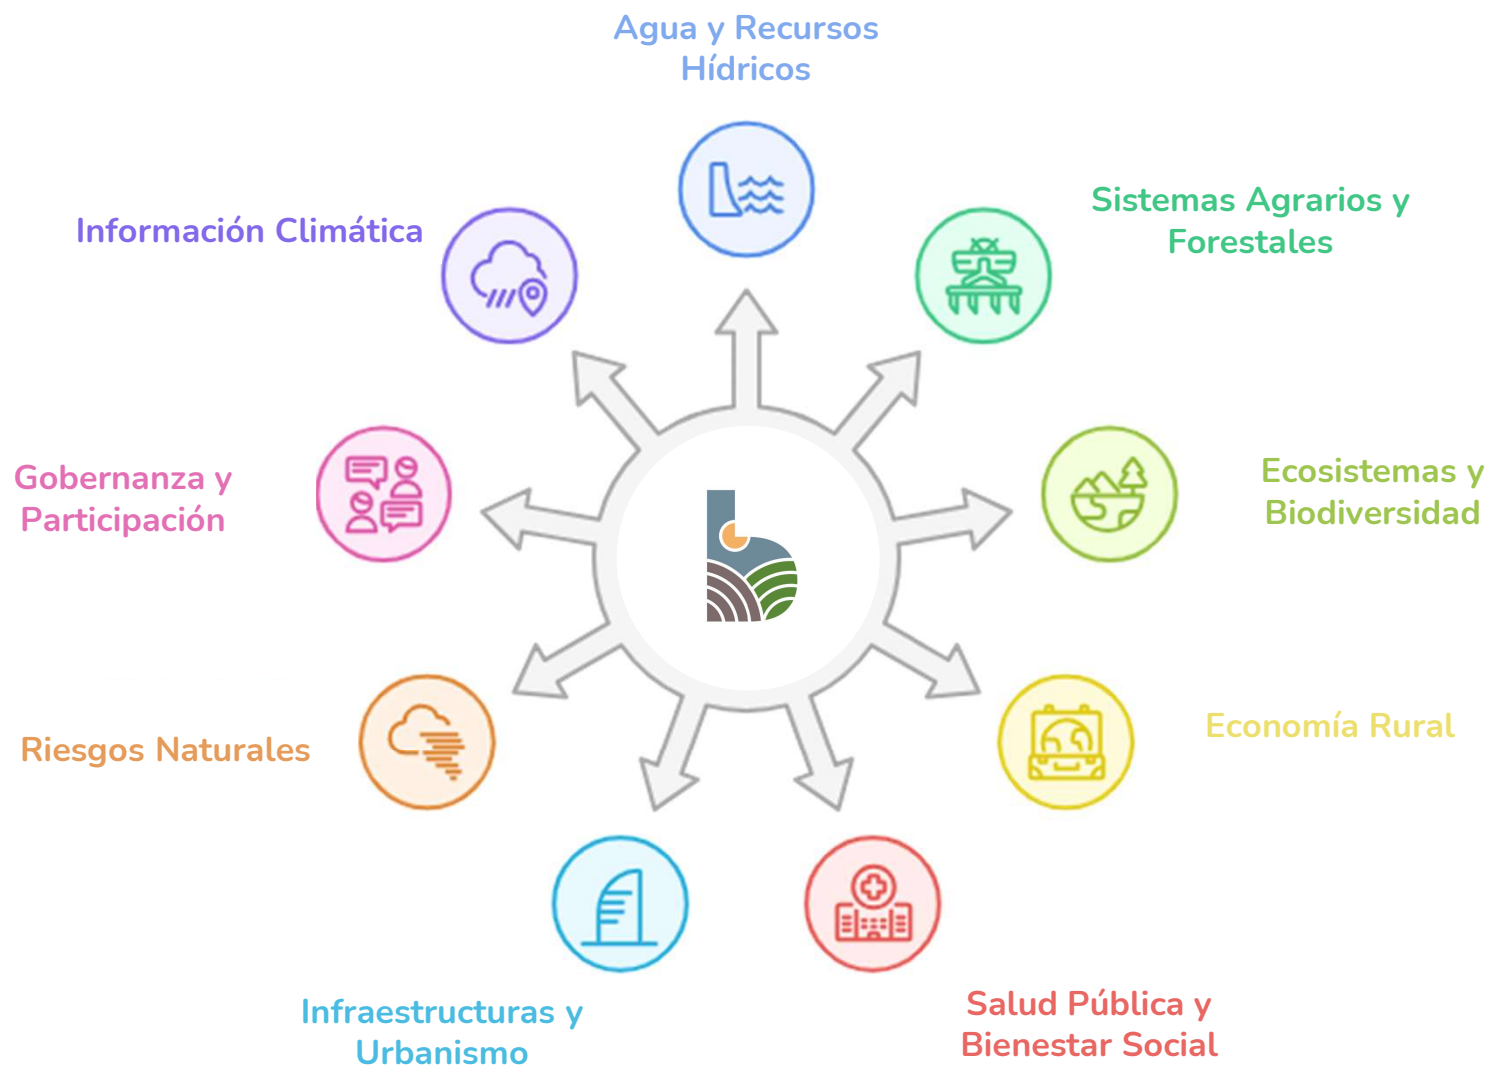 Agua y Recursos
Hídricos
Sistemas Agrarios y
Forestales
Información Climática
Ecosistemas y
Biodiversidad
Gobernanza y
Participación
Economía Rural
Riesgos Naturales
Salud Pública y
Bienestar Social
Infraestructuras y
Urbanismo